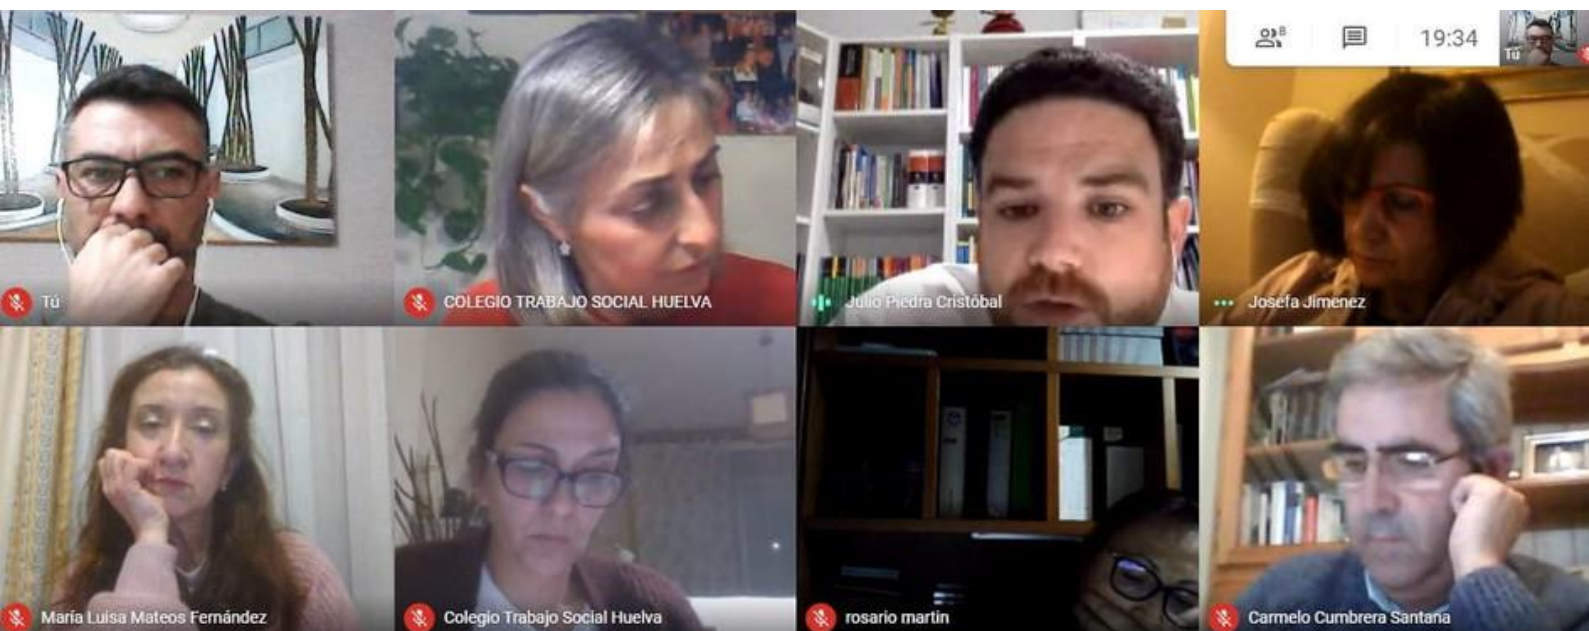 8
19:34
Tú
Tú
COLEGIO TRABAJO SOCIAL HUELVA
Julio Piedra Cristóbal
Josefa Jimenez
María Luisa Mateos Fernández
Colegio Trabajo Social Huelva
rosario martin
Carmelo Cumbrera Santana